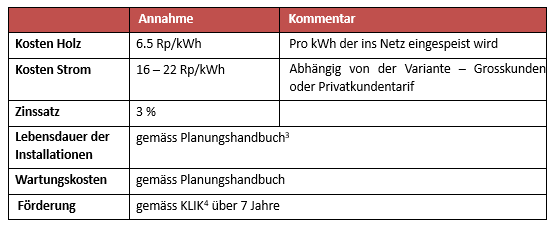 Annahme Kommentar
Kosten Holz 6.5 Rp/kWh Pro kWh der ins Netz eingespeist wird
Kosten Strom 16 – 22 Rp/kWh Abhängig von der Variante – Grosskunden
oder Privatkundentarif
Zinssatz 3 %
Lebensdauer der
Installationen gemäss Planungshandbuch³
Wartungskosten gemäss Planungshandbuch
Förderung gemäss KLIK⁴ über 7 Jahre